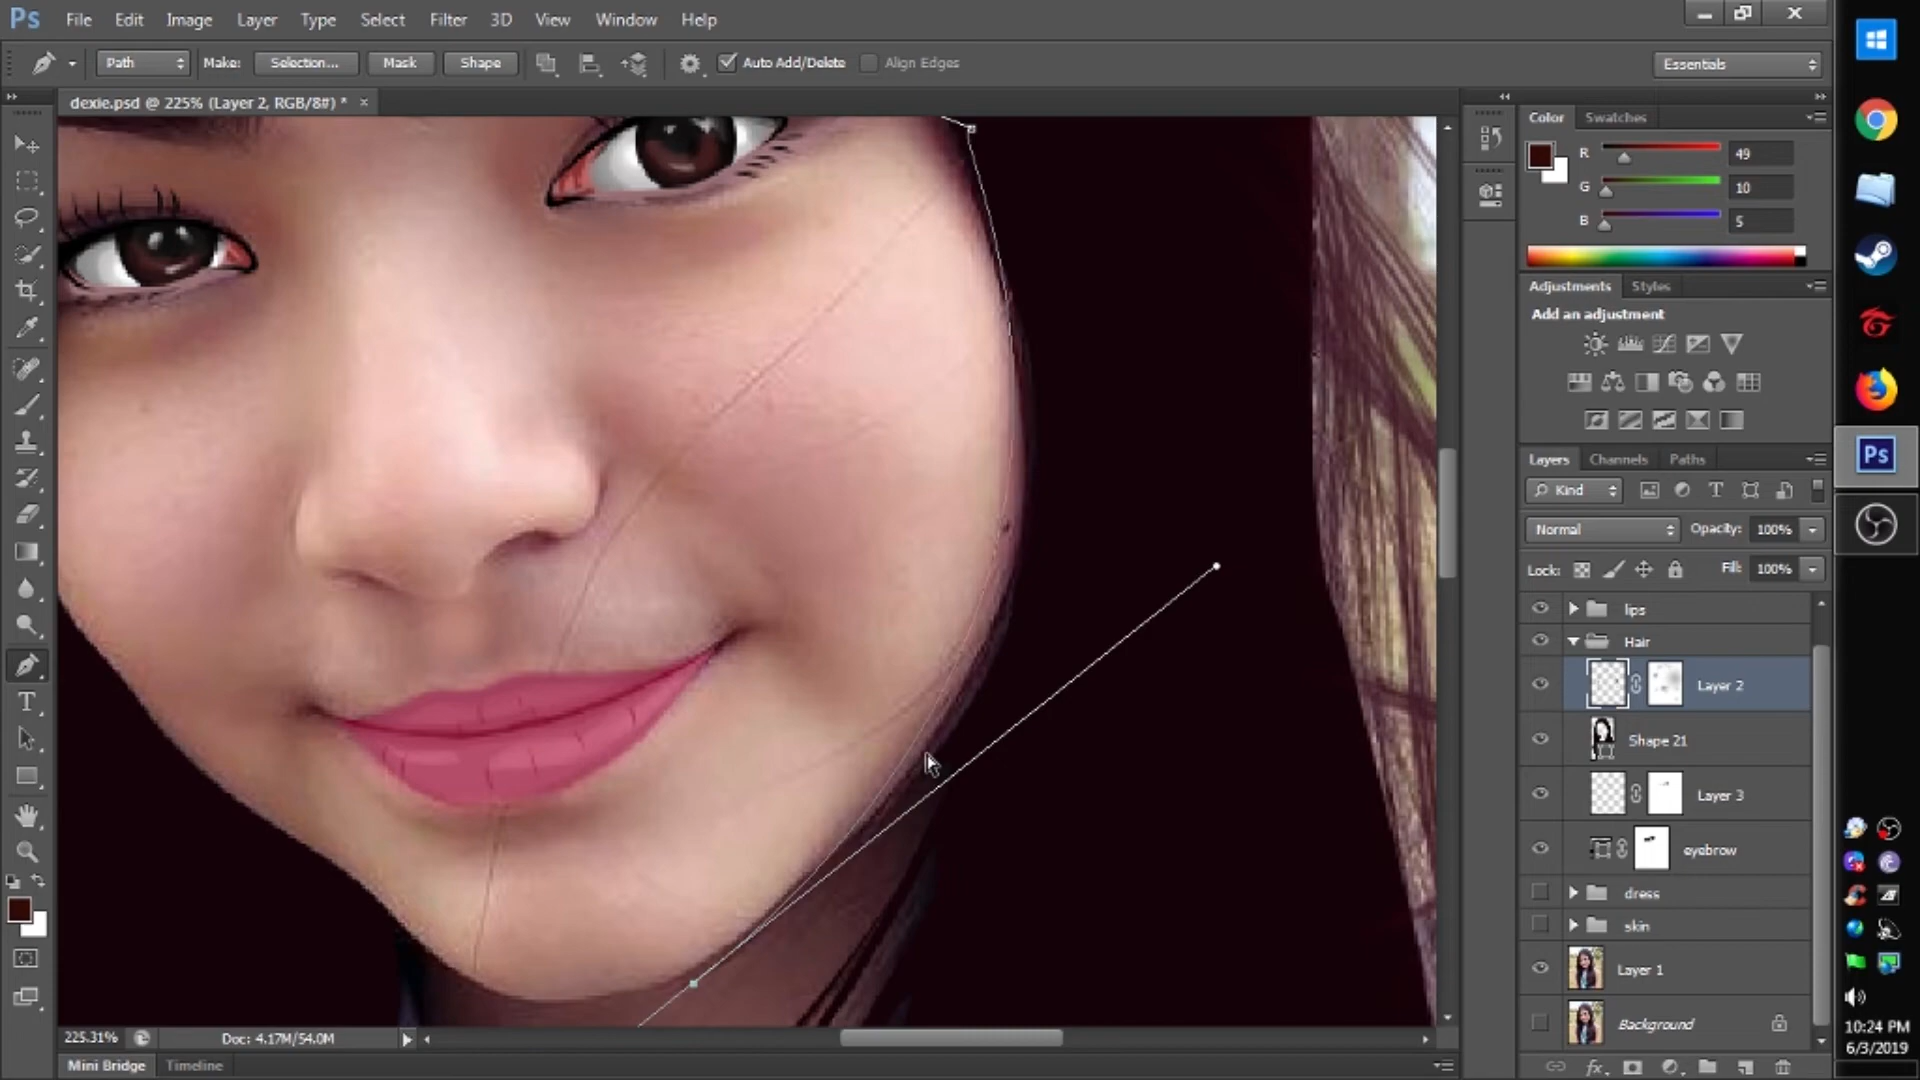 Ps File Edit Image Layer Type Select Filter 3D View Window Help
Path Make: Selection... Mask Shape Auto Add/Delete Align Edges Essentials
dexie.psd @ 225% (Layer 2, RGB/8#) * ×
Color Swatches
R 49
G 10
B 5
Adjustments Styles
Add an adjustment
Layers Channels Paths
Kind
Normal Opacity: 100%
Lock: Fill: 100%
lips
Hair
Layer 2
Shape 21
Layer 3
eyebrow
dress
skin
Layer 1
Background
T
fx
225.31% Doc: 4.17M/54.0M
Mini Bridge Timeline
Ps
10:24 PM
6/3/2019